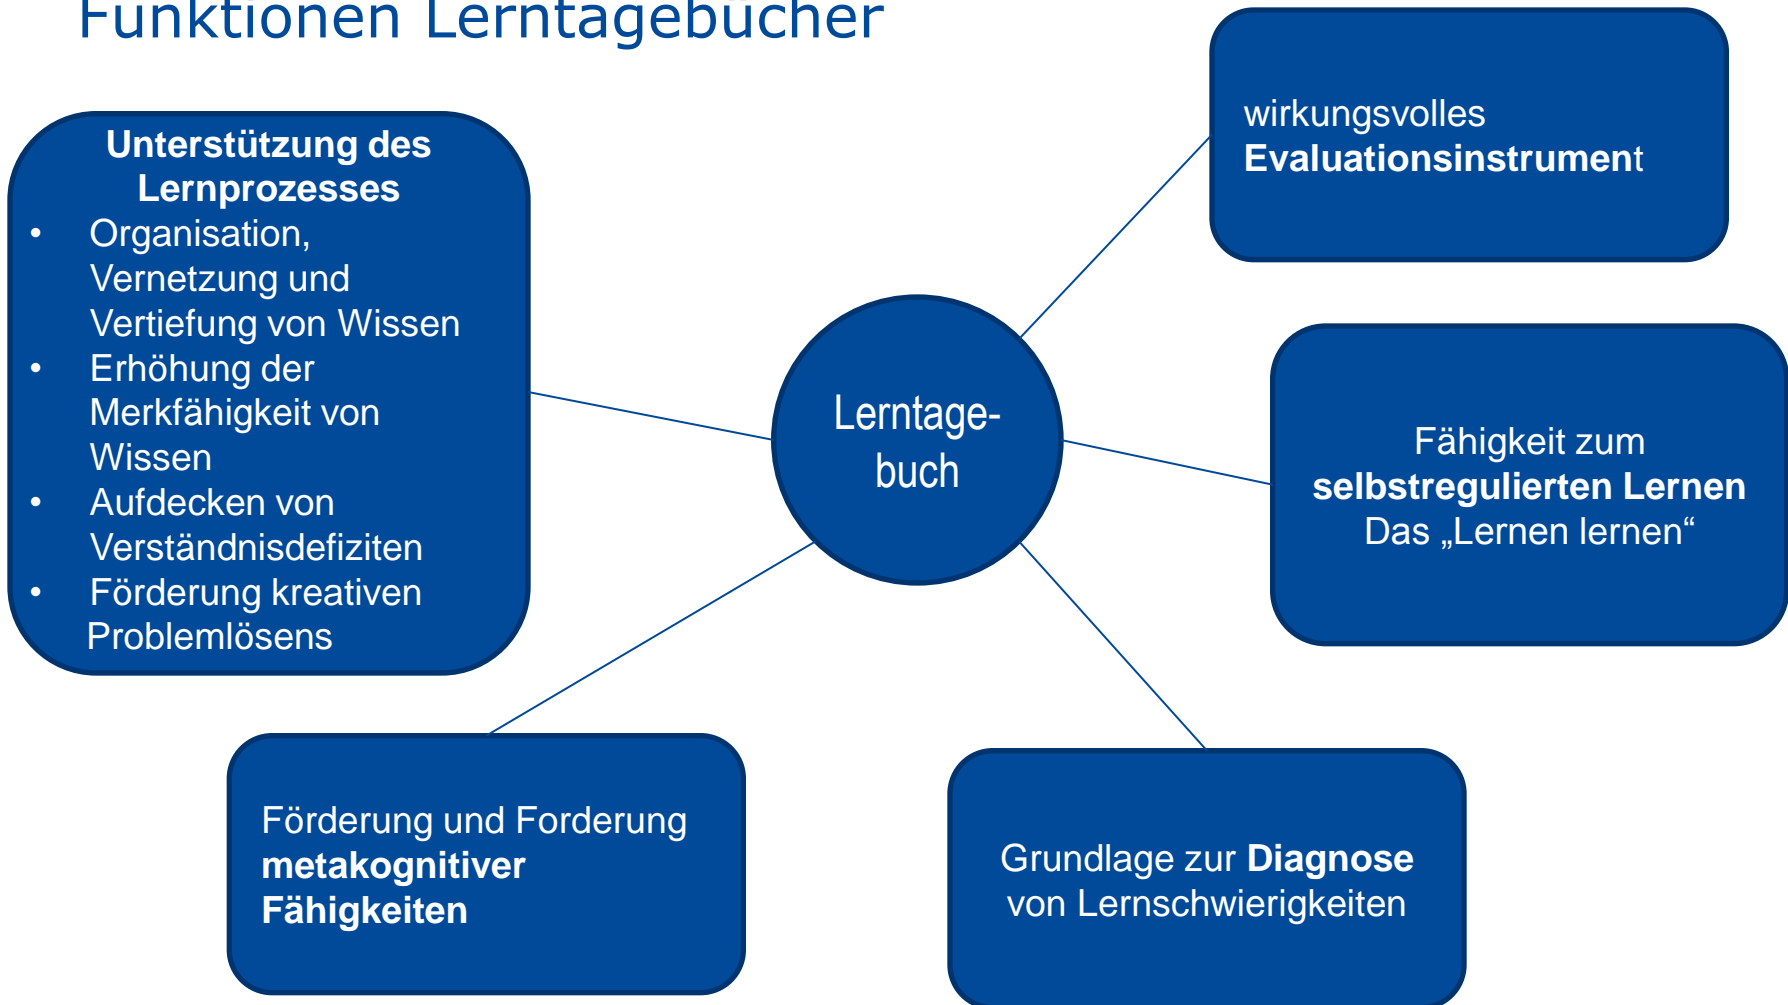 Funktionen Lerntagebücher
Unterstützung des
Lernprozesses
• Organisation,
Vernetzung und
Vertiefung von Wissen
• Erhöhung der
Merkfähigkeit von
Wissen
• Aufdecken von
Verständnisdefiziten
• Förderung kreativen
Problemlösens
wirkungsvolles
Evaluationsinstrument
Lerntage-
buch
Fähigkeit zum
selbstregulierten Lernen
Das „Lernen lernen“
Förderung und Forderung
metakognitiver
Fähigkeiten
Grundlage zur Diagnose
von Lernschwierigkeiten